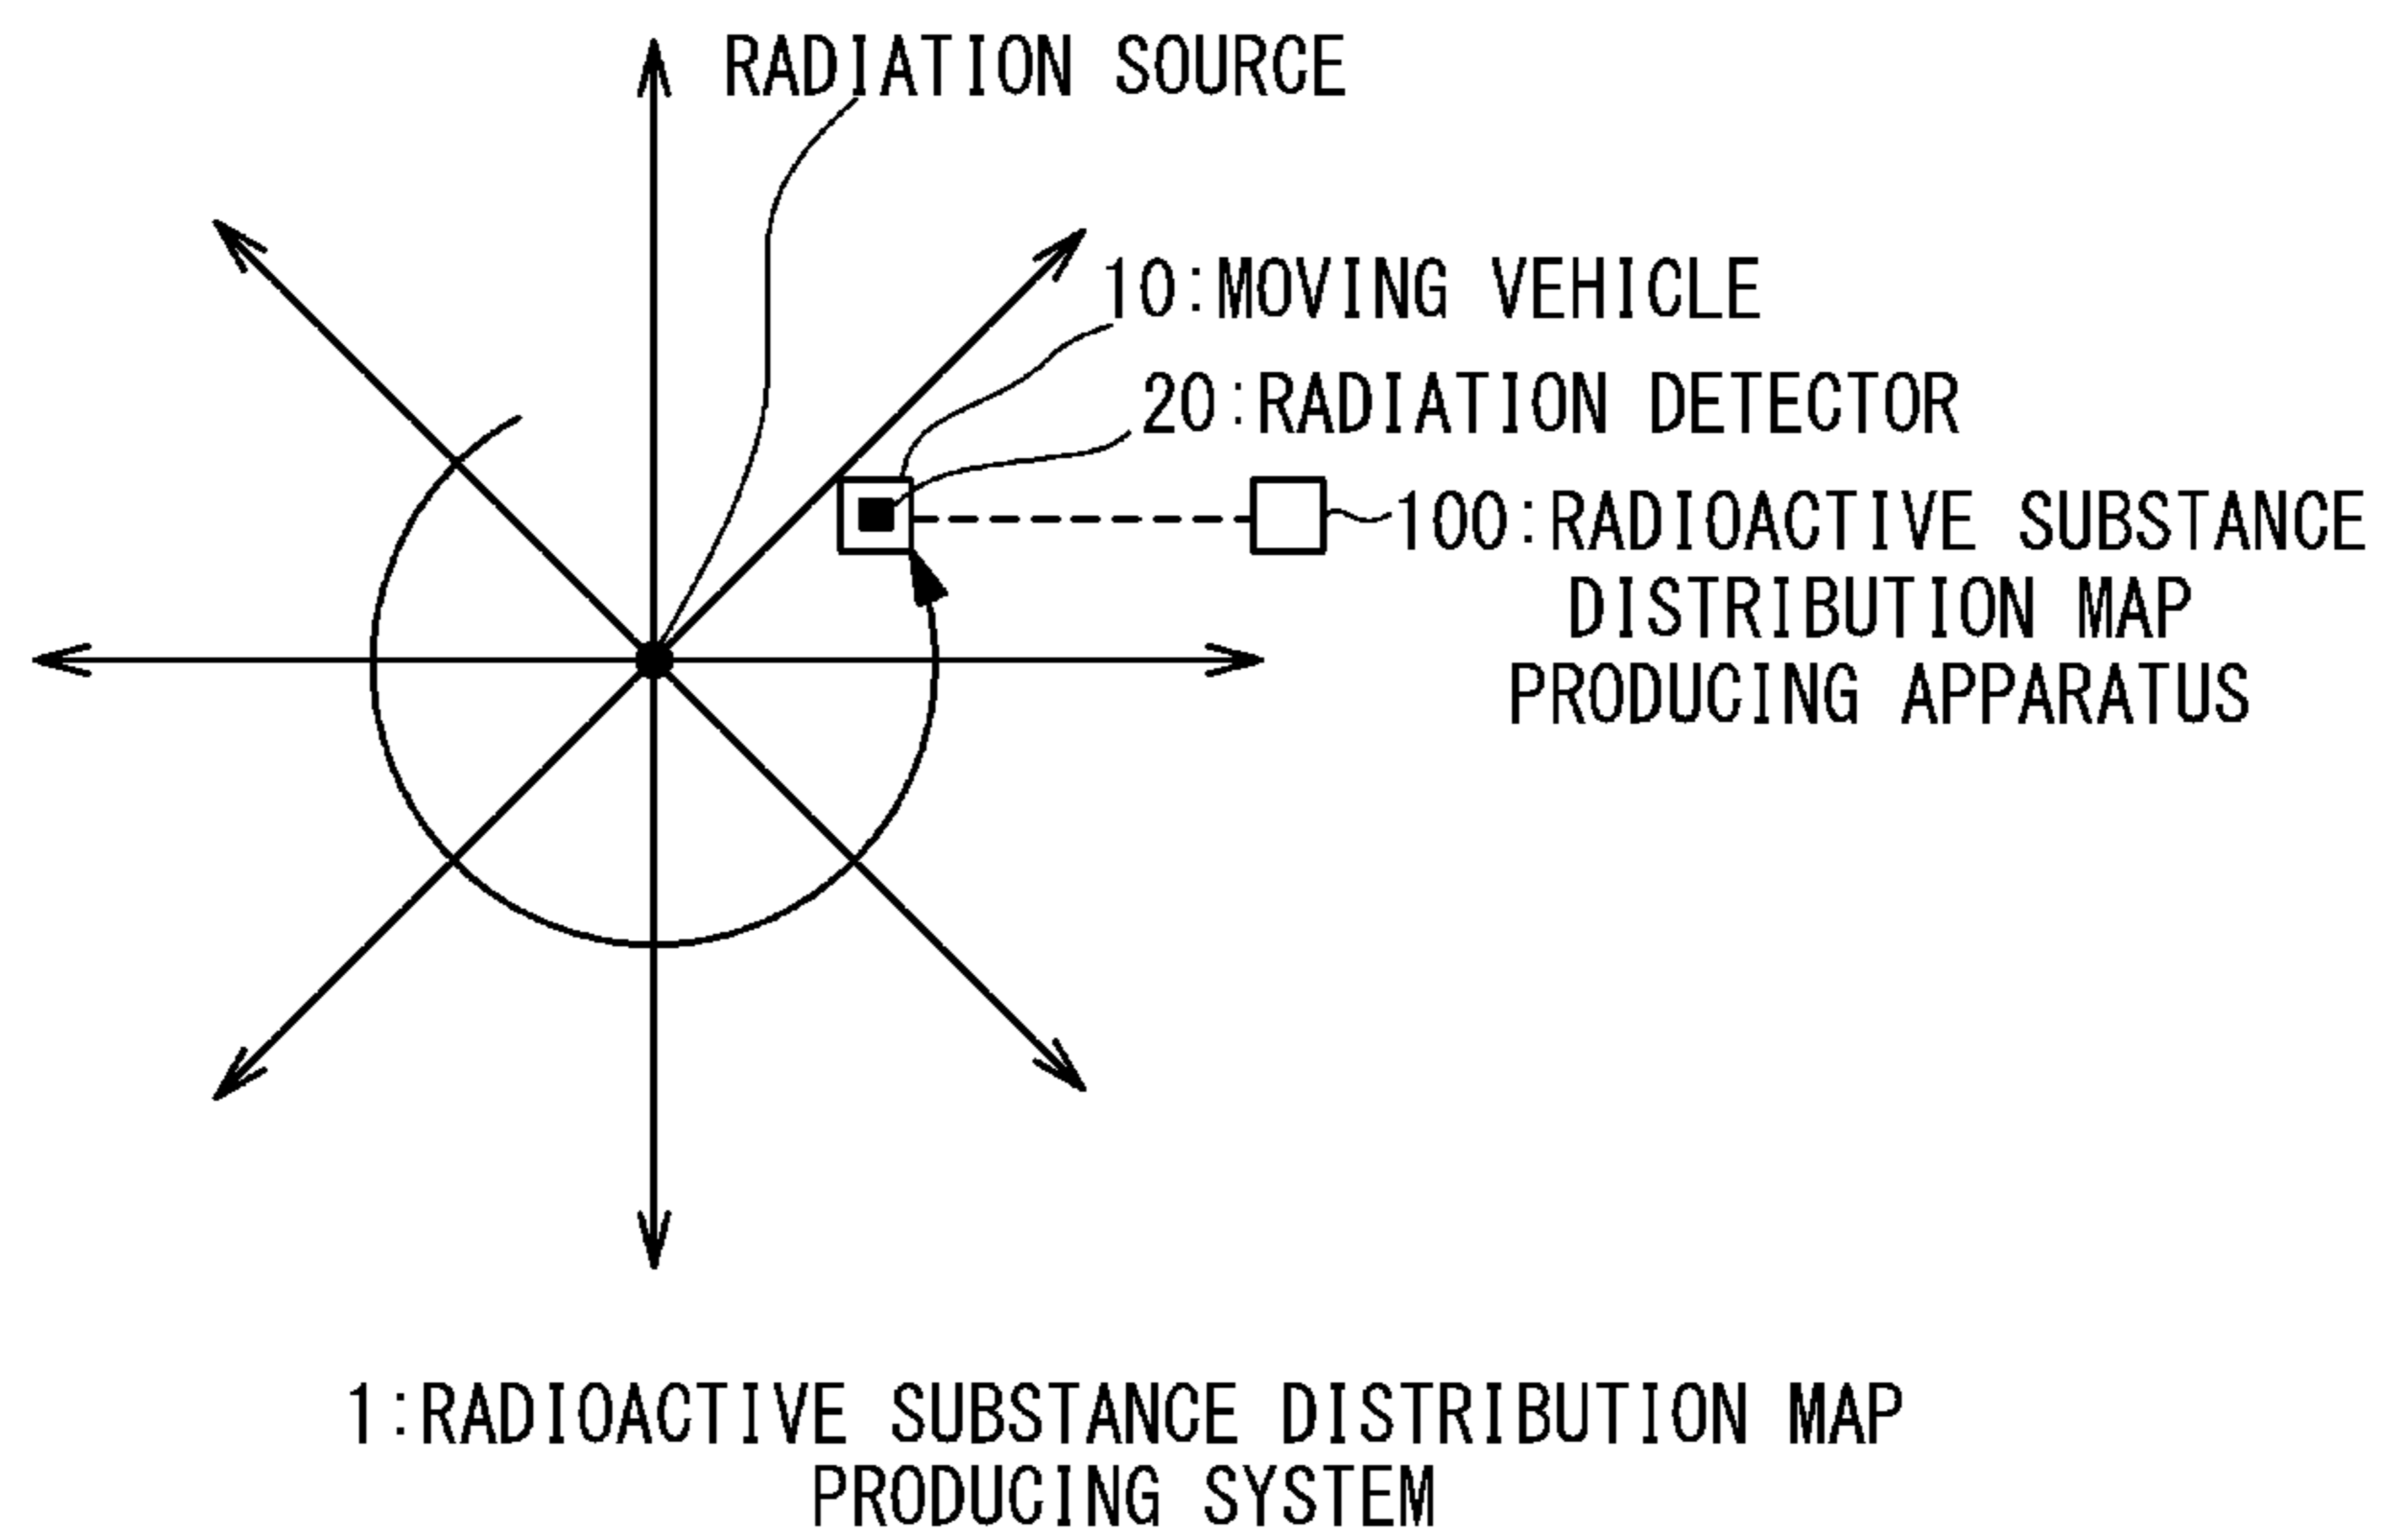 RADIATION SOURCE
10:MOVING VEHICLE
20:RADIATION DETECTOR
100:RADIOACTIVE SUBSTANCE
DISTRIBUTION MAP
PRODUCING APPARATUS
1:RADIOACTIVE SUBSTANCE DISTRIBUTION MAP
PRODUCING SYSTEM